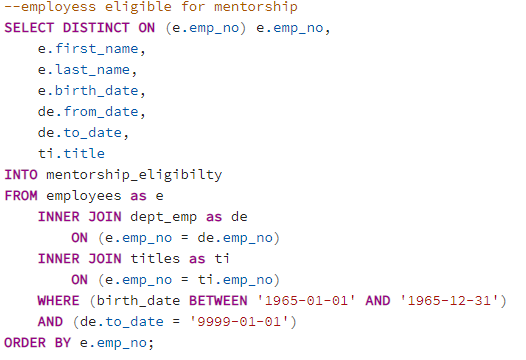 --employess eligible for mentorship
SELECT DISTINCT ON (e.emp_no) e.emp_no,
e.first_name,
e.last_name,
e.birth_date,
de.from_date,
de.to_date,
ti.title
INTO mentorship_eligibilty
FROM employees as e
INNER JOIN dept_emp as de
ON (e.emp_no = de.emp_no)
INNER JOIN titles as ti
ON (e.emp_no = ti.emp_no)
WHERE (birth_date BETWEEN '1965-01-01' AND '1965-12-31')
AND (de.to_date = '9999-01-01')
ORDER BY e.emp_no;